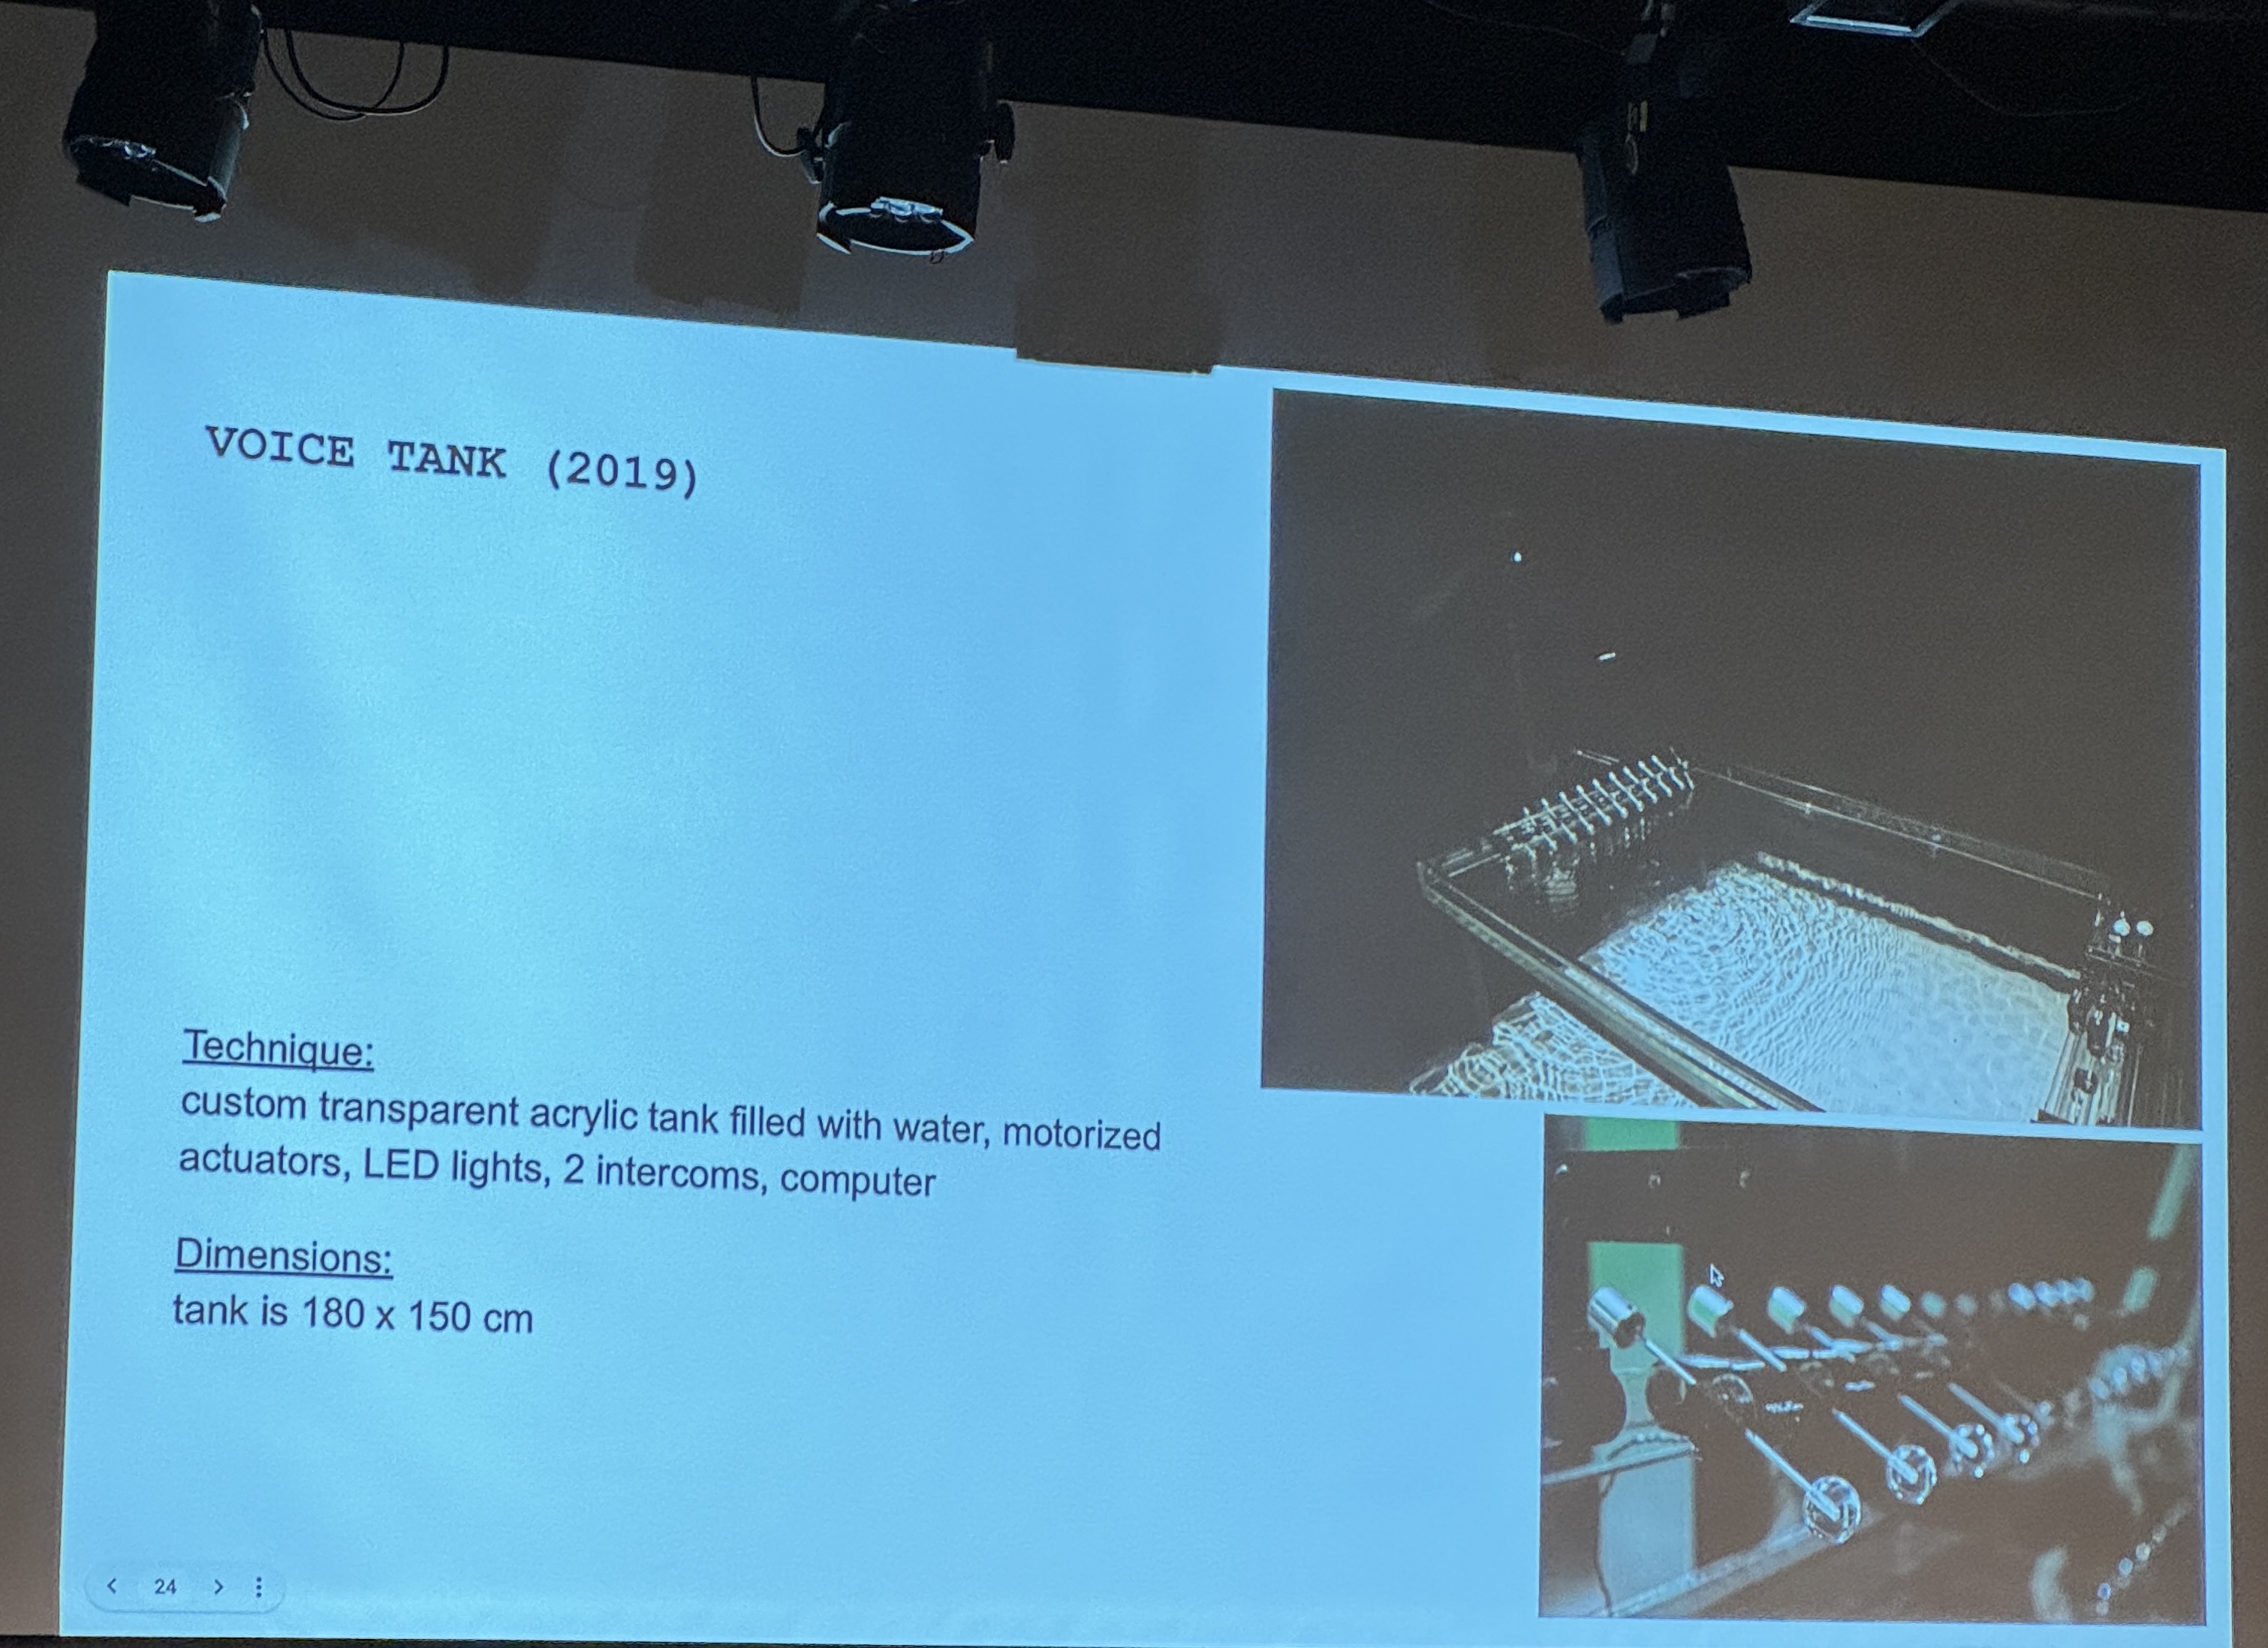 VOICE TANK (2019)
Technique:
custom transparent acrylic tank filled with water, motorized
actuators, LED lights, 2 intercoms, computer
Dimensions:
tank is 180 x 150 cm
24